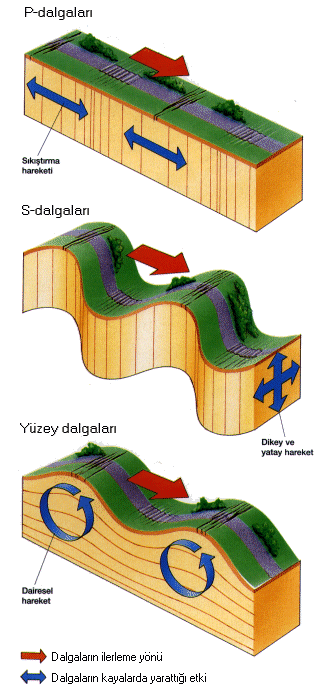 P-dalgaları
Sıkıştırma
hareketi
S-dalgaları
Dikey ve
yatay hareket
Yüzey dalgaları
Dairesel
hareket
Dalgaların ilerleme yönü
Dalgaların kayalarda yarattığı etki